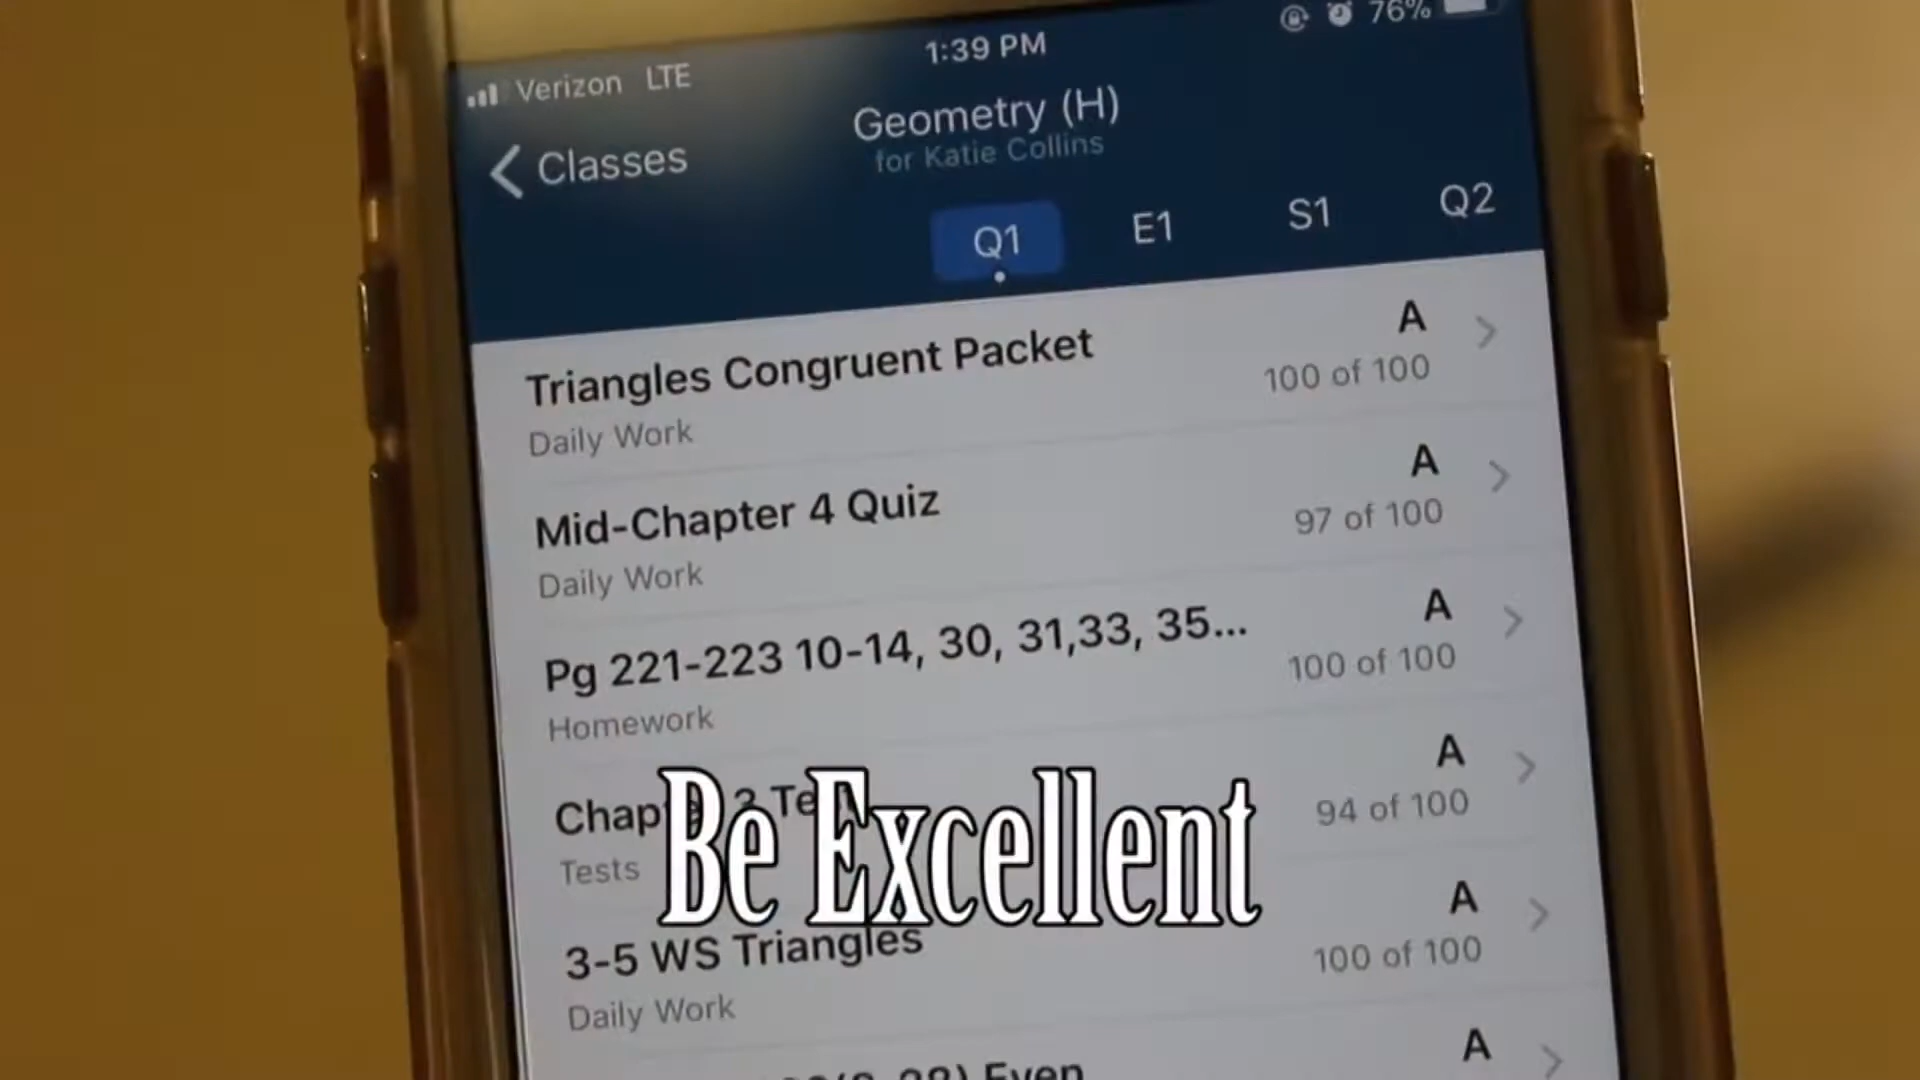 Verizon LTE 1:39 PM 76%
Classes
Geometry (H)
for Katie Collins
Q1 E1 S1 Q2
Triangles Congruent Packet
A
Daily Work
100 of 100
Mid-Chapter 4 Quiz
A
Daily Work
97 of 100
Pg 221-223 10-14, 30, 31,33, 35...
A
Homework
100 of 100
A
Tests
94 of 100
Be Excellent
3-5 WS Triangles
A
Daily Work
100 of 100
Even
A